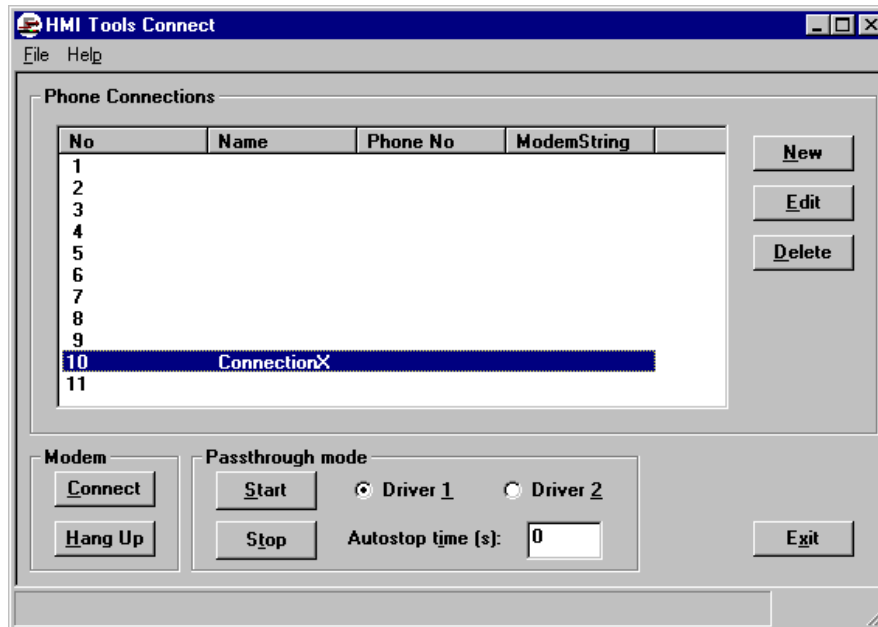 HMI Tools Connect
File Help
Phone Connections
No Name Phone No ModemString
1
2
3
4
5
6
7
8
9
10 ConnectionX
11
New
Edit
Delete
Modem
Connect
Hang Up
Passthrough mode
Start Driver 1 Driver 2
Stop Autostop time (s): 0
Exit